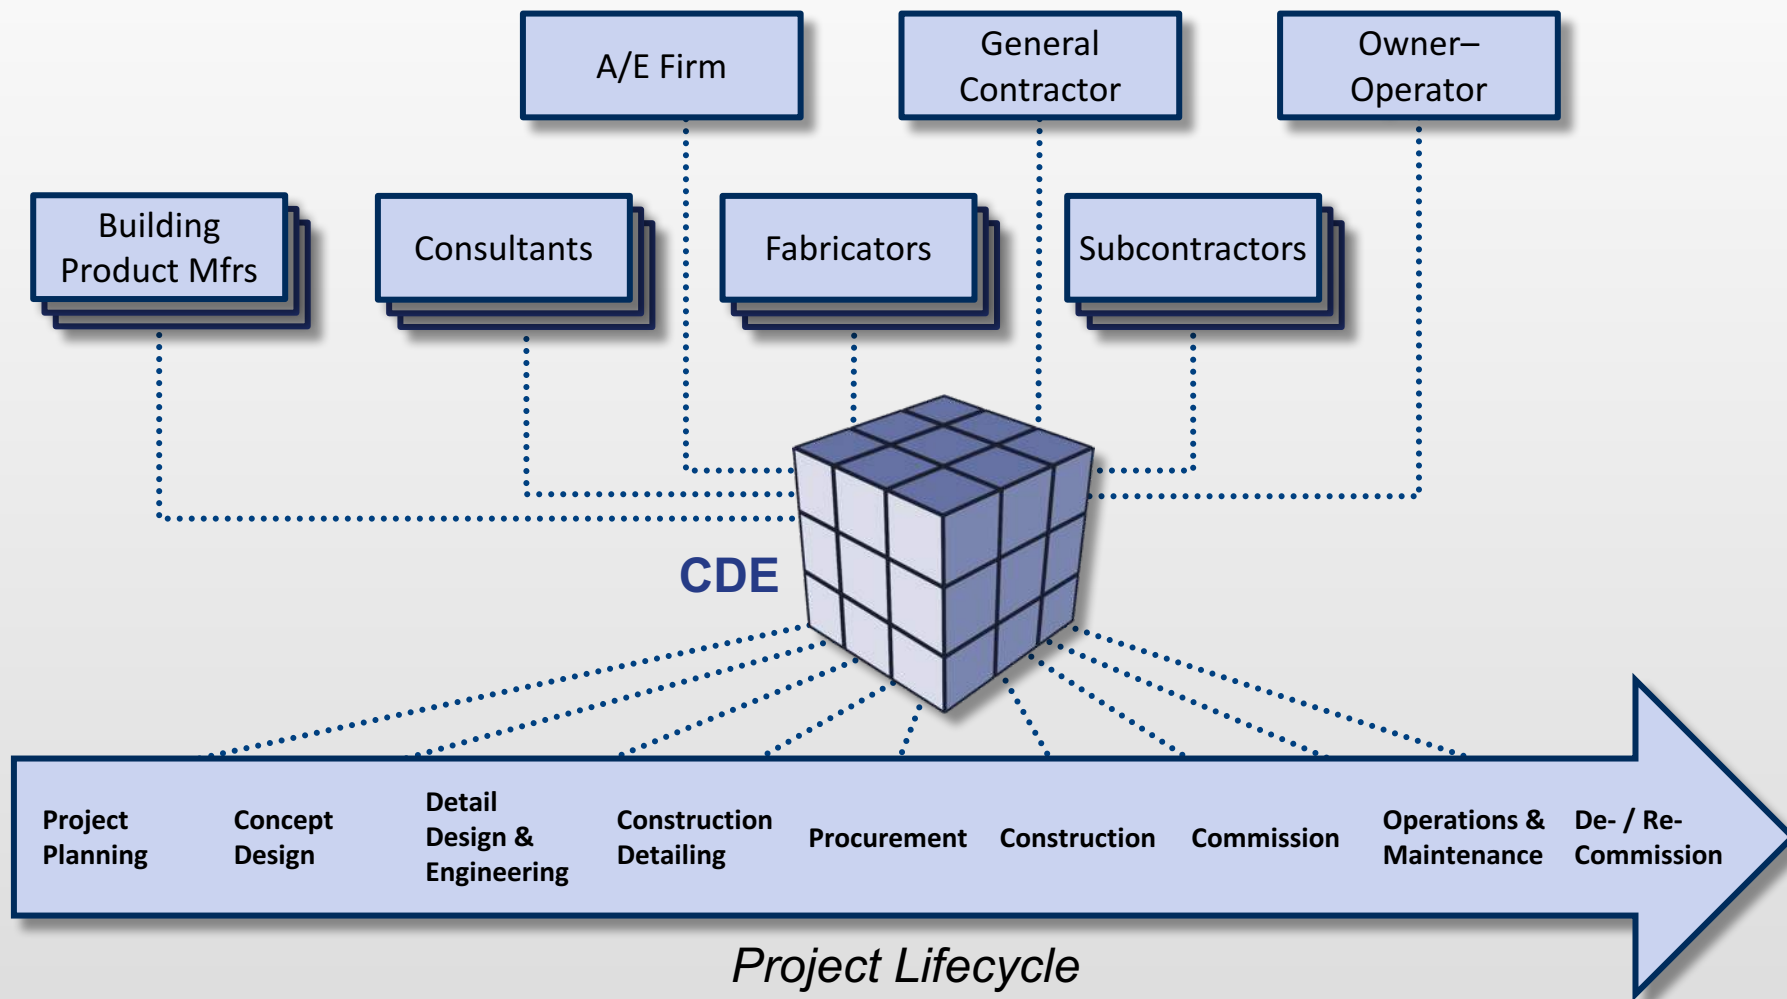 A/E Firm
General
Contractor
Owner–
Operator
Building
Product Mfrs
Consultants
Fabricators
Subcontractors
CDE
Project
Planning
Concept
Design
Detail
Design &
Engineering
Construction
Detailing
Procurement
Construction
Commission
Operations &
Maintenance
De- / Re-
Commission
Project Lifecycle